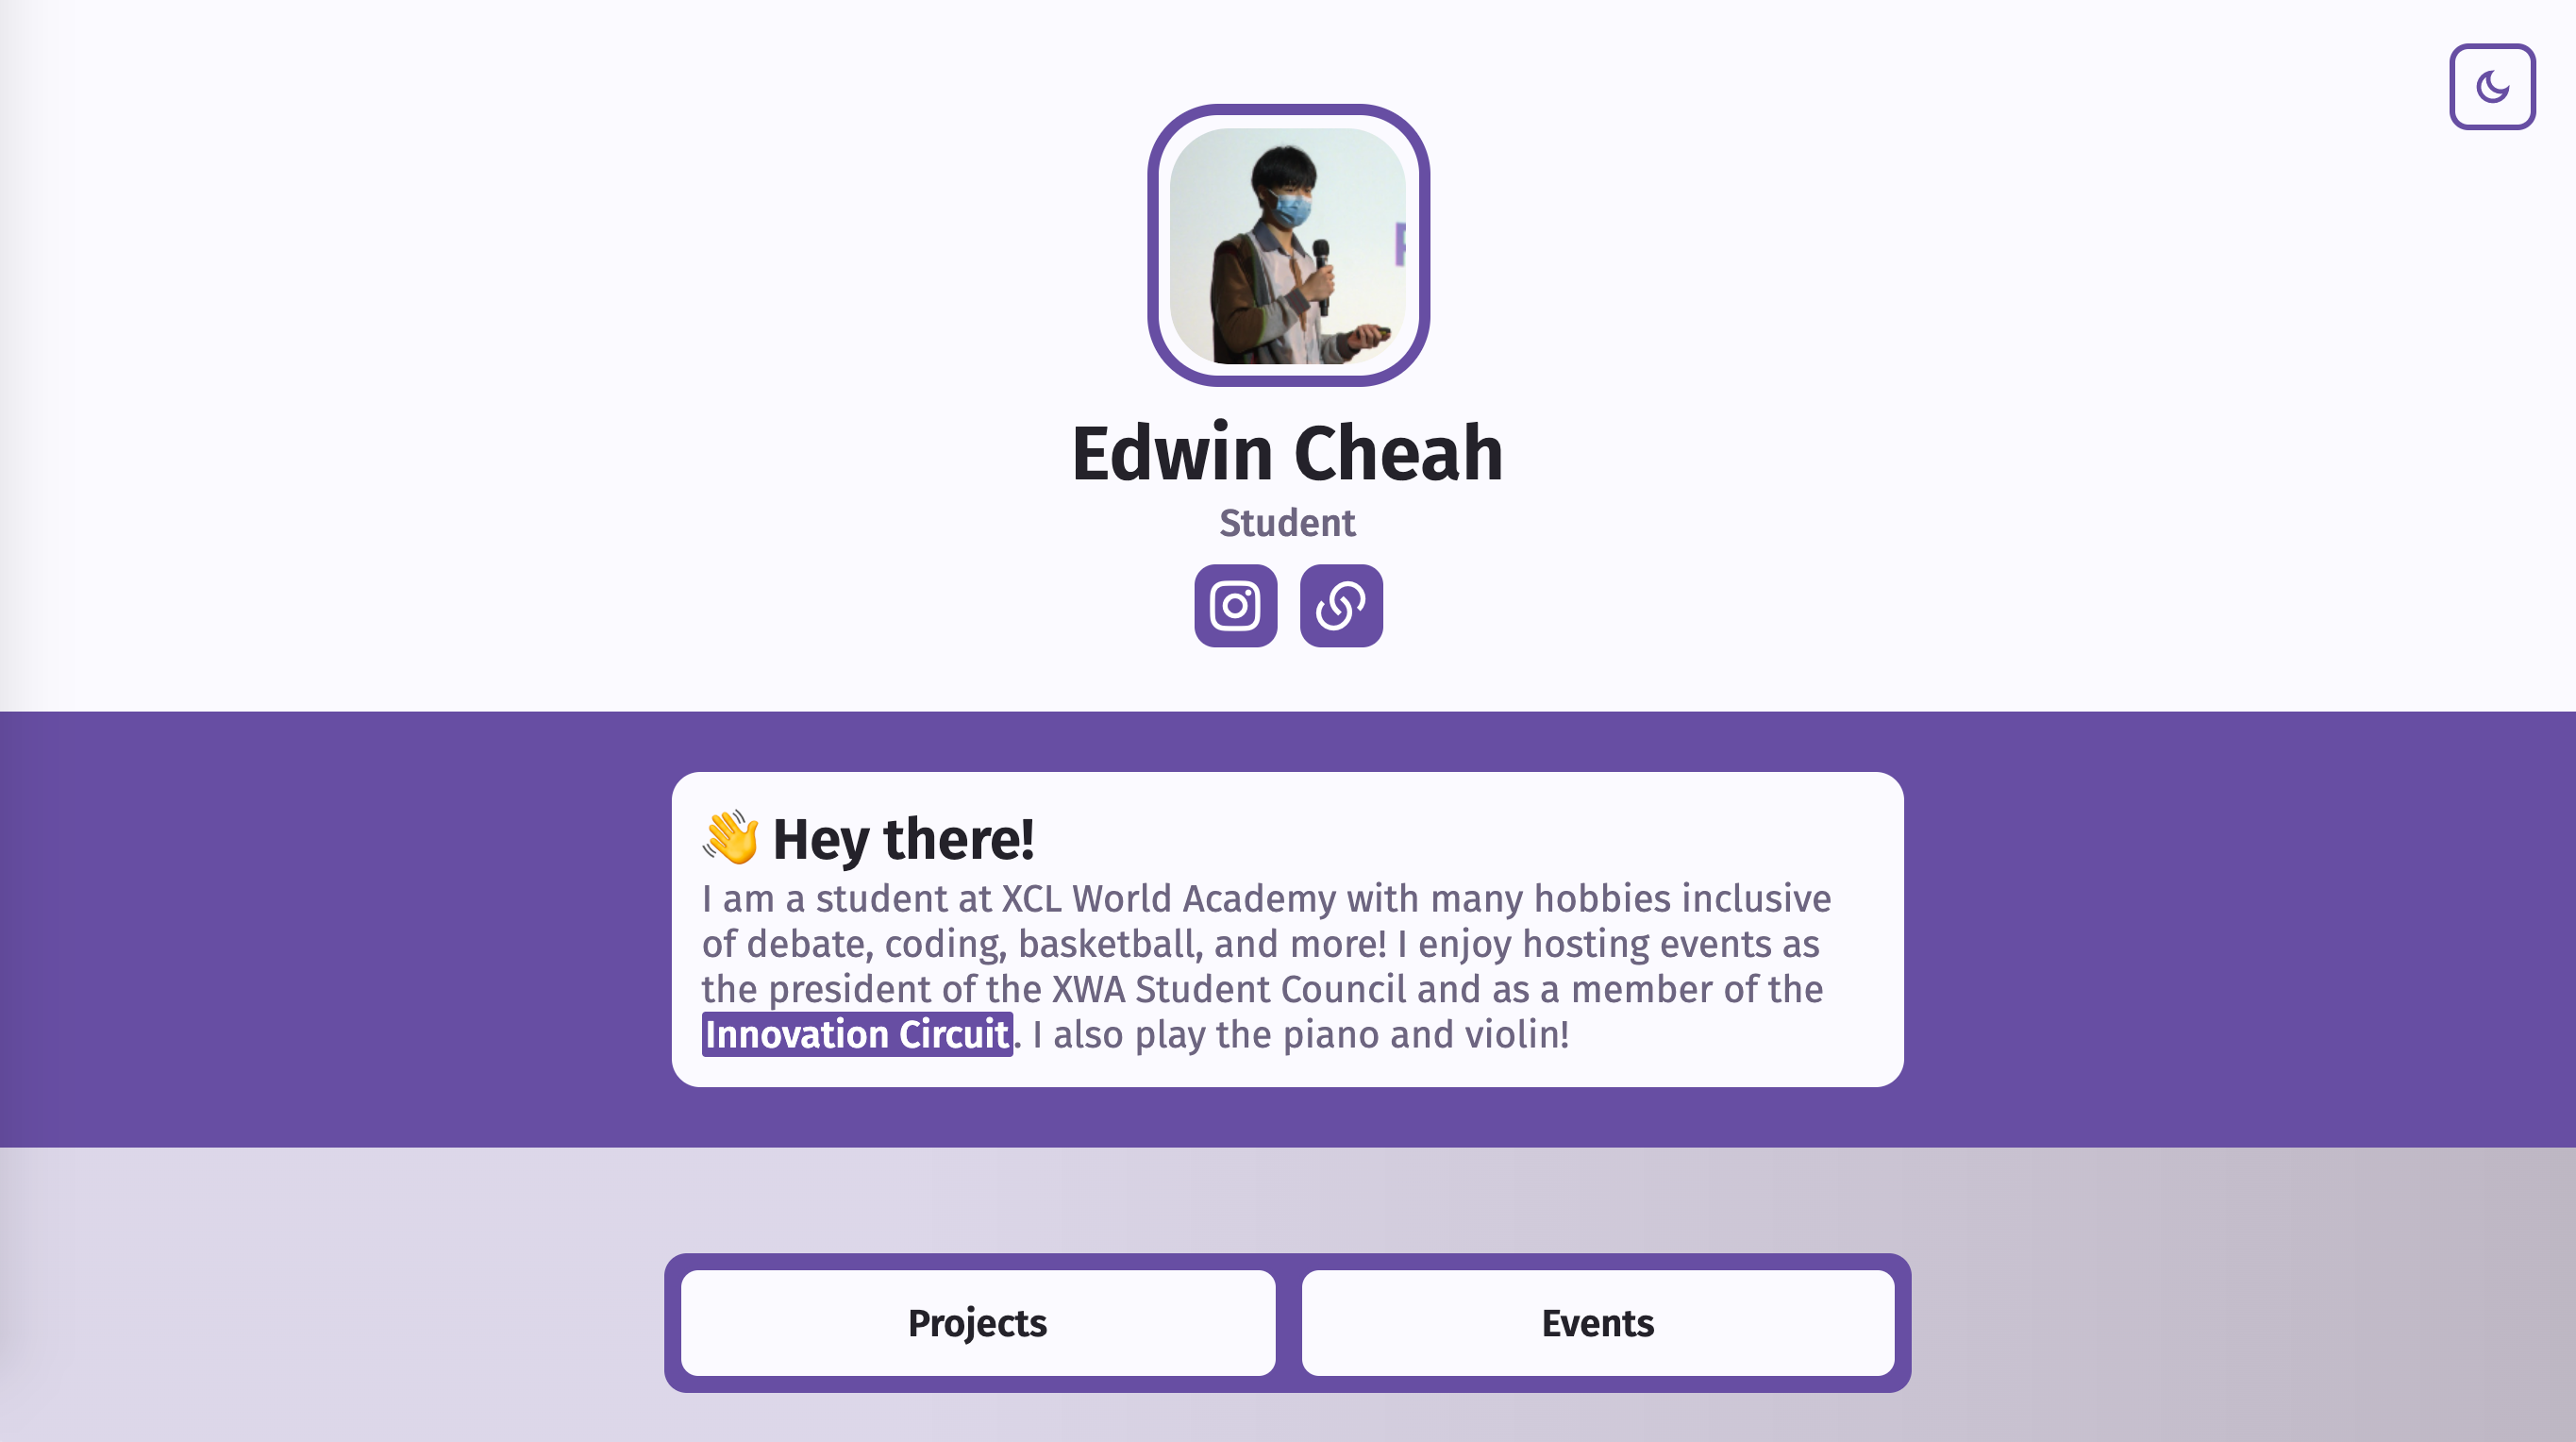 Edwin Cheah
Student
👋 Hey there!
I am a student at XCL World Academy with many hobbies inclusive
of debate, coding, basketball, and more! I enjoy hosting events as
the president of the XWA Student Council and as a member of the
Innovation Circuit. I also play the piano and violin!
Projects
Events